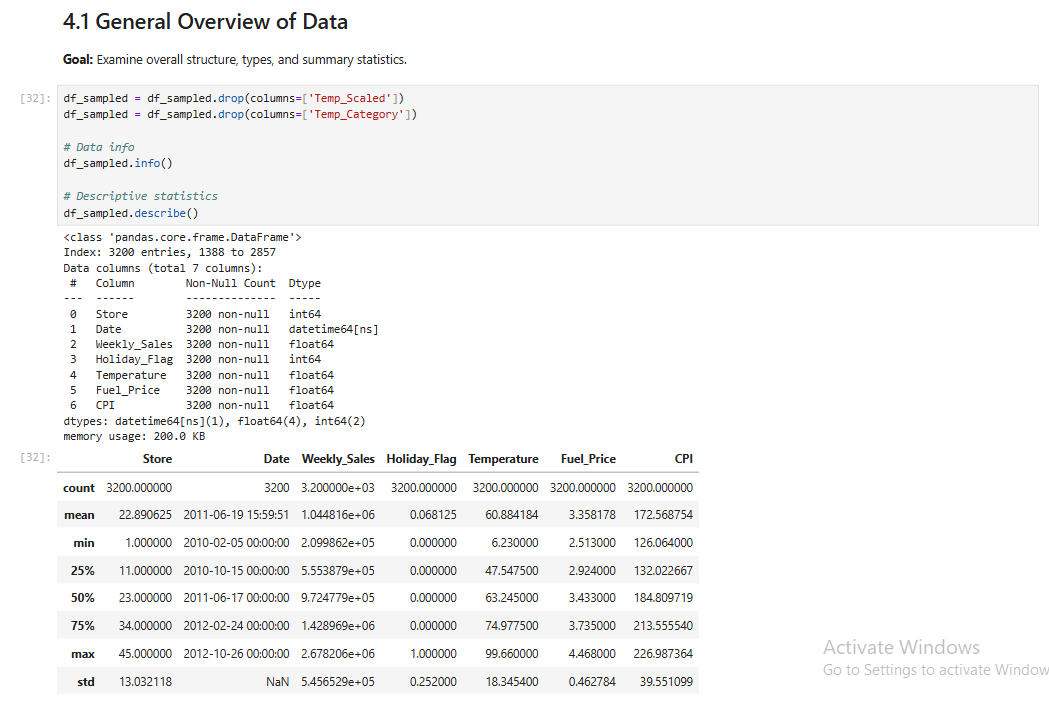 4.1 General Overview of Data
Goal: Examine overall structure, types, and summary statistics.
[32]: df_sampled = df_sampled.drop(columns=['Temp_Scaled'])
df_sampled = df_sampled.drop(columns=['Temp_Category'])
# Data info
df_sampled.info()
# Descriptive statistics
df_sampled.describe()
<class 'pandas.core.frame.DataFrame'>
Index: 3200 entries, 1388 to 2857
Data columns (total 7 columns):
 #   Column        Non-Null Count  Dtype
---  ------        --------------  -----
 0   Store         3200 non-null   int64
 1   Date          3200 non-null   datetime64[ns]
 2   Weekly_Sales  3200 non-null   float64
 3   Holiday_Flag  3200 non-null   int64
 4   Temperature   3200 non-null   float64
 5   Fuel_Price    3200 non-null   float64
 6   CPI           3200 non-null   float64
dtypes: datetime64[ns](1), float64(4), int64(2)
memory usage: 200.0 KB
[32]: Store Date Weekly_Sales Holiday_Flag Temperature Fuel_Price CPI
count 3200.000000 3200 3.200000e+03 3200.000000 3200.000000 3200.000000 3200.000000
mean 22.890625 2011-06-19 15:59:51 1.044816e+06 0.068125 60.884184 3.358178 172.568754
min 1.000000 2010-02-05 00:00:00 2.099862e+05 0.000000 6.230000 2.513000 126.064000
25% 11.000000 2010-10-15 00:00:00 5.553879e+05 0.000000 47.547500 2.924000 132.022667
50% 23.000000 2011-06-17 00:00:00 9.724779e+05 0.000000 63.245000 3.433000 184.809719
75% 34.000000 2012-02-24 00:00:00 1.428969e+06 0.000000 74.977500 3.735000 213.555540
max 45.000000 2012-10-26 00:00:00 2.678206e+06 1.000000 99.660000 4.468000 226.987364
std 13.032118 NaN 5.456529e+05 0.252000 18.345400 0.462784 39.551099
Activate Windows
Go to Settings to activate Window